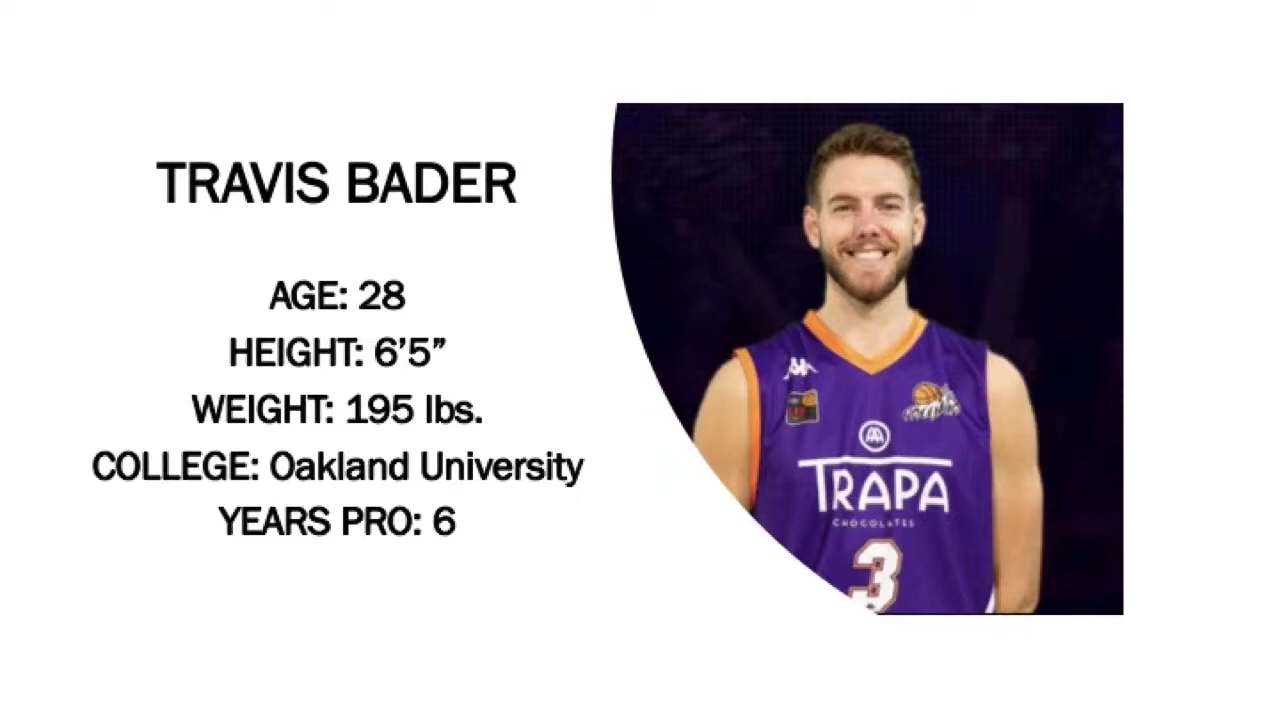 TRAVIS BADER
AGE: 28
HEIGHT: 6’5”
WEIGHT: 195 lbs.
COLLEGE: Oakland University
YEARS PRO: 6
TRAPA
CHOCOLATES
3